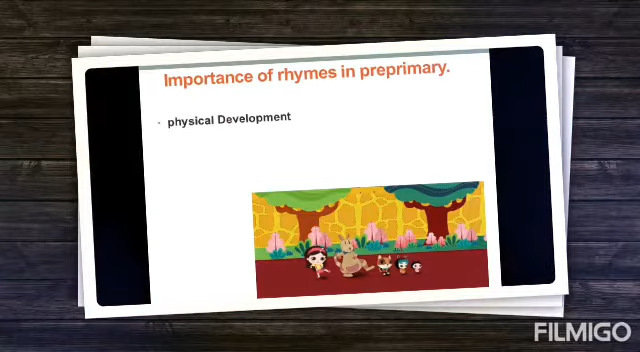 Importance of rhymes in preprimary.
· physical Development
FILMIGO